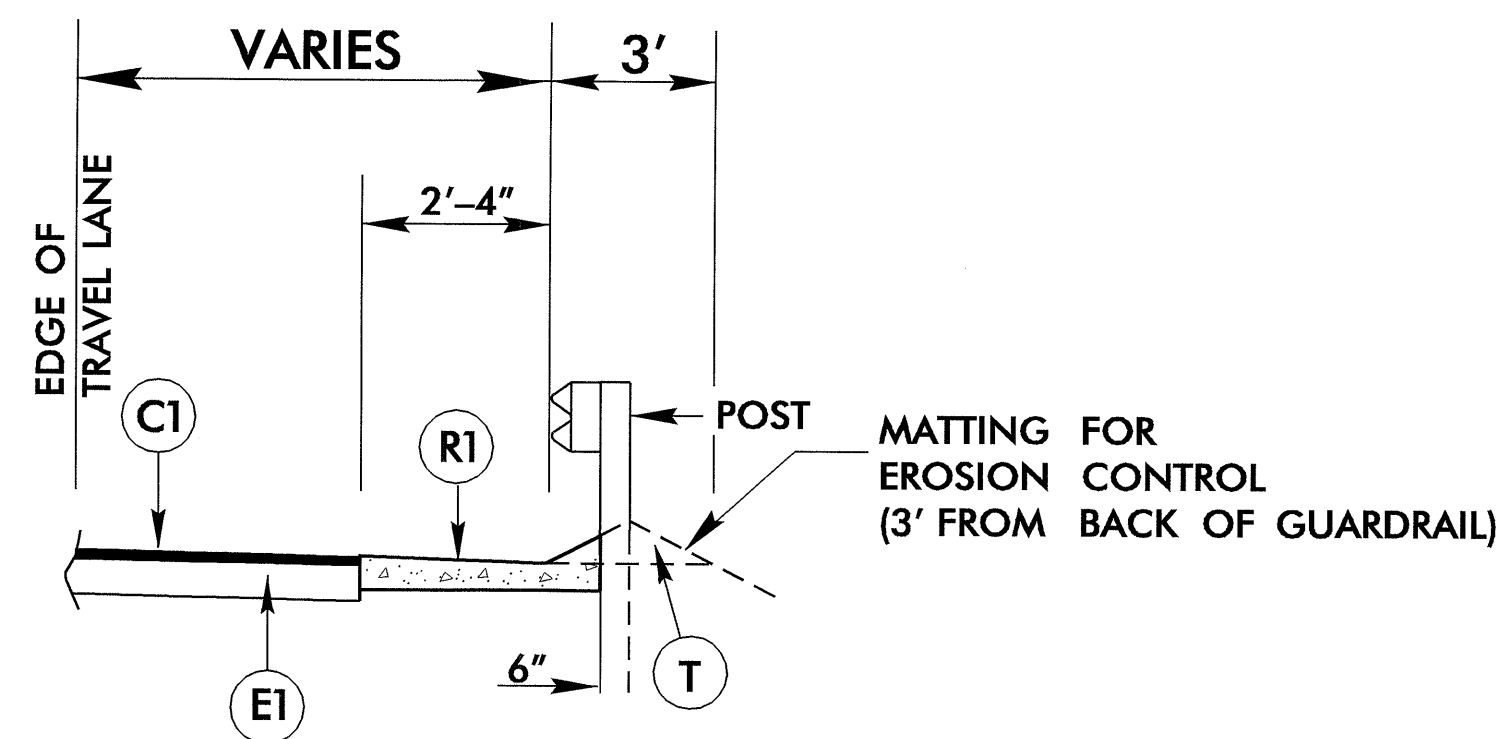 VARIES
3'
2'–4"
EDGE OF
TRAVEL LANE
C1
R1
POST
MATTING FOR
EROSION CONTROL
(3' FROM BACK OF GUARDRAIL)
6"
T
E1